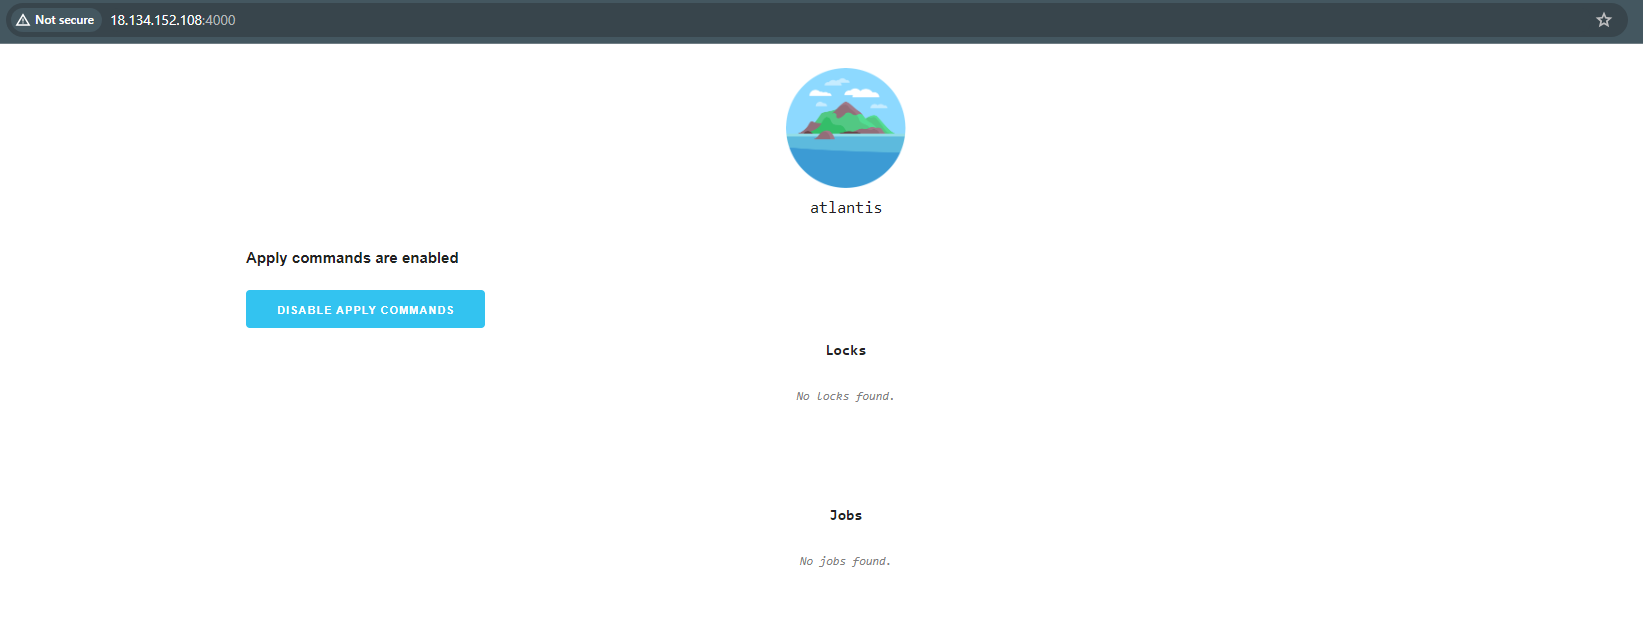 Not secure 18.134.152.108:4000
atlantis
Apply commands are enabled
DISABLE APPLY COMMANDS
Locks
No locks found.
Jobs
No jobs found.